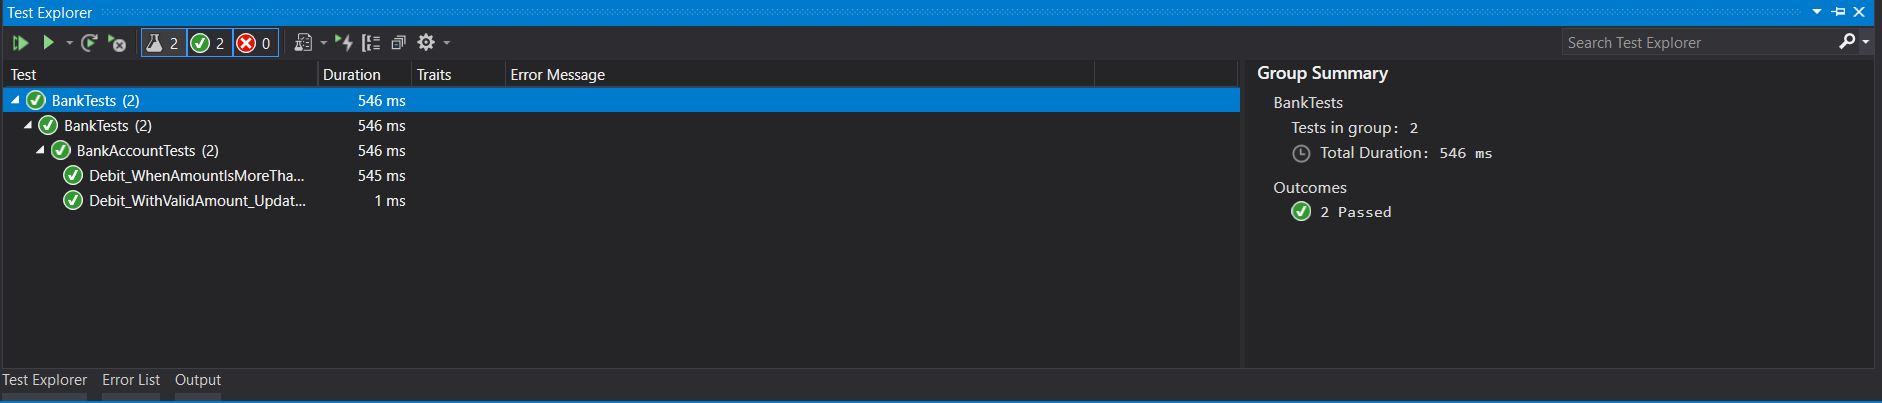 Test Explorer
2 2 0
Search Test Explorer
Test Duration Traits Error Message
BankTests (2) 546 ms
BankTests (2) 546 ms
BankAccountTests (2) 546 ms
Debit_WhenAmountIsMoreTha... 545 ms
Debit_WithValidAmount_Updat... 1 ms
Group Summary
BankTests
Tests in group: 2
Total Duration: 546 ms
Outcomes
2 Passed
Test Explorer Error List Output